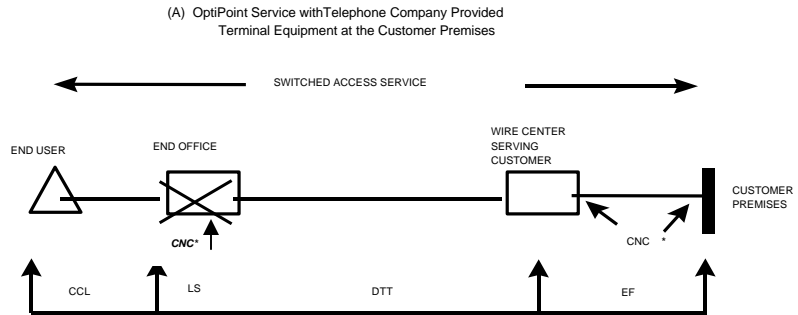 (A) OptiPoint Service withTelephone Company Provided
Terminal Equipment at the Customer Premises
SWITCHED ACCESS SERVICE
END USER
END OFFICE
WIRE CENTER
SERVING
CUSTOMER
CUSTOMER
PREMISES
CNC*
CNC *
CCL
LS
DTT
EF